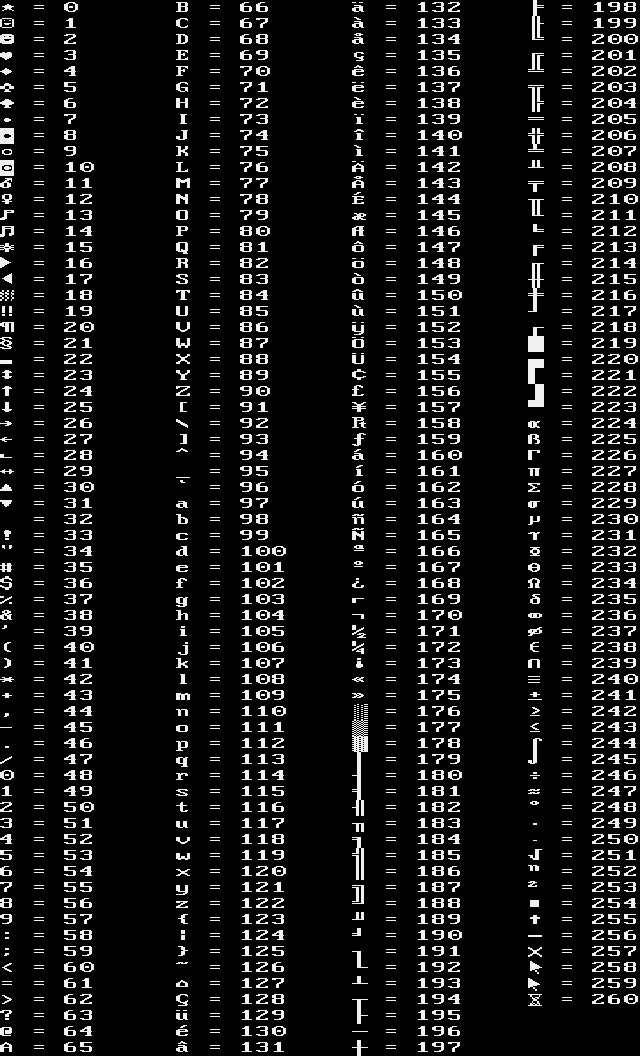 ★ = 0
☺ = 1
☻ = 2
♥ = 3
♦ = 4
♣ = 5
♠ = 6
• = 7
◘ = 8
○ = 9
◙ = 10
♂ = 11
♀ = 12
♪ = 13
♫ = 14
☼ = 15
► = 16
◄ = 17
▒ = 18
‼ = 19
¶ = 20
§ = 21
▬ = 22
↕ = 23
↑ = 24
↓ = 25
→ = 26
← = 27
∟ = 28
↔ = 29
▲ = 30
▼ = 31
= 32
! = 33
" = 34
# = 35
$ = 36
% = 37
& = 38
' = 39
( = 40
) = 41
* = 42
+ = 43
, = 44
- = 45
. = 46
/ = 47
0 = 48
1 = 49
2 = 50
3 = 51
4 = 52
5 = 53
6 = 54
7 = 55
8 = 56
9 = 57
: = 58
; = 59
< = 60
= = 61
> = 62
? = 63
@ = 64
A = 65
B = 66
C = 67
D = 68
E = 69
F = 70
G = 71
H = 72
I = 73
J = 74
K = 75
L = 76
M = 77
N = 78
O = 79
P = 80
Q = 81
R = 82
S = 83
T = 84
U = 85
V = 86
W = 87
X = 88
Y = 89
Z = 90
[ = 91
\ = 92
] = 93
^ = 94
_ = 95
` = 96
a = 97
b = 98
c = 99
d = 100
e = 101
f = 102
g = 103
h = 104
i = 105
j = 106
k = 107
l = 108
m = 109
n = 110
o = 111
p = 112
q = 113
r = 114
s = 115
t = 116
u = 117
v = 118
w = 119
x = 120
y = 121
z = 122
{ = 123
¦ = 124
} = 125
~ = 126
⌂ = 127
Ç = 128
ü = 129
é = 130
â = 131
ä = 132
à = 133
å = 134
ç = 135
ê = 136
ë = 137
è = 138
ï = 139
î = 140
ì = 141
Ä = 142
Å = 143
É = 144
æ = 145
Æ = 146
ô = 147
ö = 148
ò = 149
û = 150
ù = 151
ÿ = 152
Ö = 153
Ü = 154
¢ = 155
£ = 156
¥ = 157
= 158
ƒ = 159
á = 160
í = 161
ó = 162
ú = 163
ñ = 164
Ñ = 165
ª = 166
º = 167
¿ = 168
⌐ = 169
¬ = 170
½ = 171
¼ = 172
¡ = 173
« = 174
» = 175
░ = 176
▒ = 177
▓ = 178
│ = 179
┤ = 180
╡ = 181
╢ = 182
╖ = 183
╕ = 184
╣ = 185
║ = 186
╗ = 187
╝ = 188
╜ = 189
╛ = 190
┐ = 191
└ = 192
┴ = 193
┬ = 194
├ = 195
─ = 196
┼ = 197
╞ = 198
╟ = 199
╚ = 200
╔ = 201
╩ = 202
╦ = 203
╠ = 204
═ = 205
╬ = 206
╧ = 207
╨ = 208
╤ = 209
╥ = 210
╙ = 211
╘ = 212
╒ = 213
╓ = 214
╫ = 215
╪ = 216
┘ = 217
┌ = 218
█ = 219
▄ = 220
▌ = 221
▐ = 222
▀ = 223
α = 224
ß = 225
Γ = 226
π = 227
Σ = 228
σ = 229
µ = 230
τ = 231
= 232
Θ = 233
Ω = 234
δ = 235
∞ = 236
ø = 237
∈ = 238
∩ = 239
≡ = 240
± = 241
≥ = 242
≤ = 243
⌠ = 244
⌡ = 245
÷ = 246
≈ = 247
° = 248
∙ = 249
· = 250
√ = 251
ⁿ = 252
² = 253
■ = 254
† = 255
— = 256
X = 257
= 258
= 259
⌛ = 260